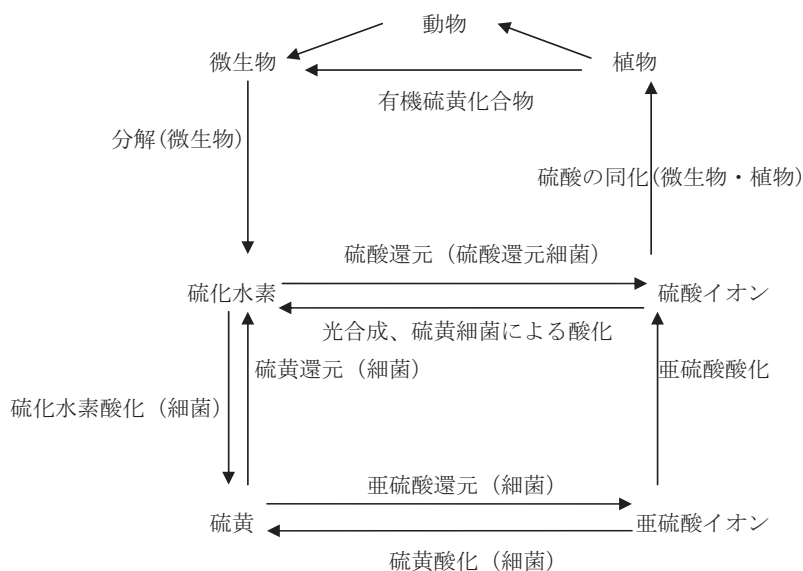 動物
微生物
植物
有機硫黄化合物
分解(微生物)
硫酸の同化(微生物・植物)
硫酸還元（硫酸還元細菌）
硫化水素
硫酸イオン
光合成、硫黄細菌による酸化
硫黄還元（細菌）
亜硫酸酸化
硫化水素酸化（細菌）
亜硫酸還元（細菌）
硫黄
亜硫酸イオン
硫黄酸化（細菌）